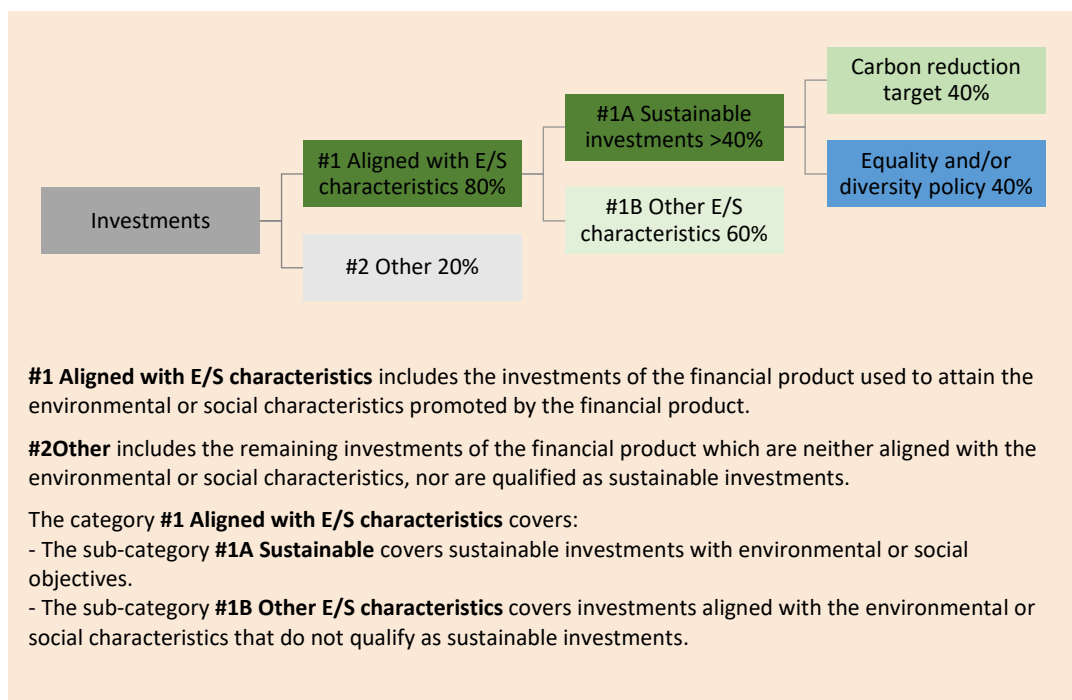 Carbon reduction
target 40%
#1A Sustainable
investments >40%
#1 Aligned with E/S
characteristics 80%
Equality and/or
diversity policy 40%
Investments
#1B Other E/S
characteristics 60%
#2 Other 20%
#1 Aligned with E/S characteristics includes the investments of the financial product used to attain the
environmental or social characteristics promoted by the financial product.
#2Other includes the remaining investments of the financial product which are neither aligned with the
environmental or social characteristics, nor are qualified as sustainable investments.
The category #1 Aligned with E/S characteristics covers:
- The sub-category #1A Sustainable covers sustainable investments with environmental or social
objectives.
- The sub-category #1B Other E/S characteristics covers investments aligned with the environmental or
social characteristics that do not qualify as sustainable investments.